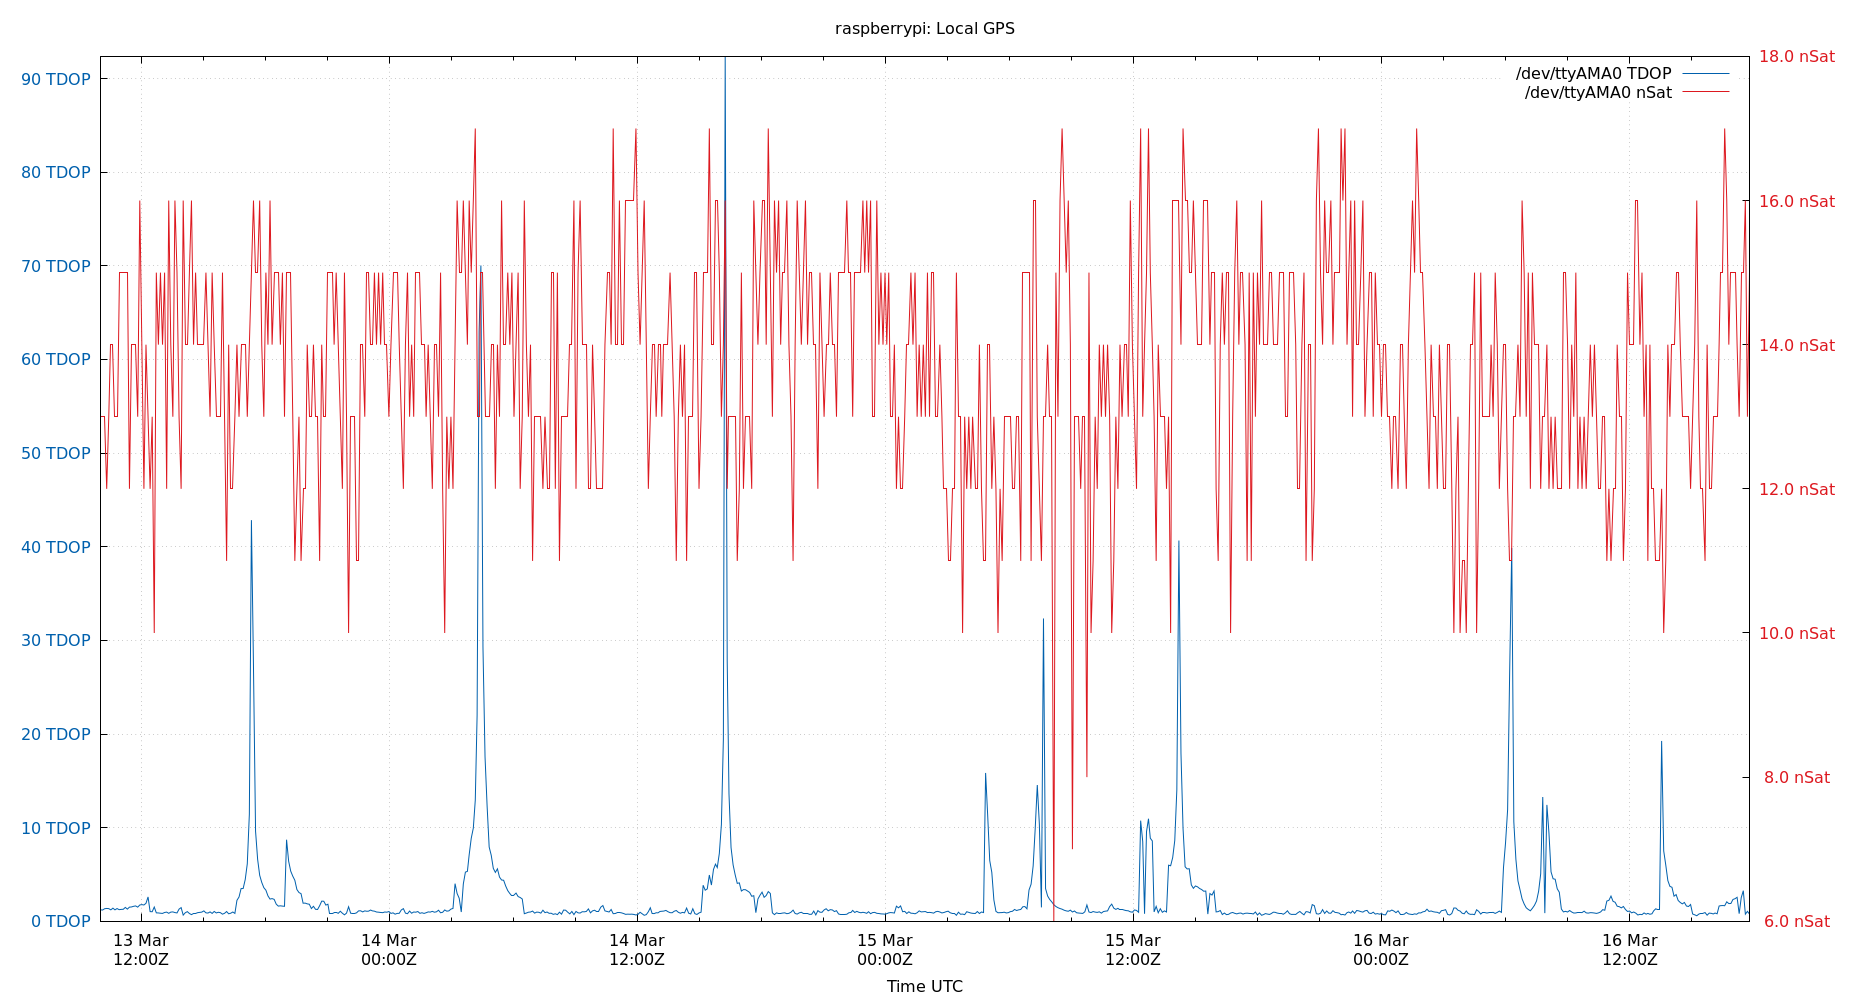 raspberrypi: Local GPS
/dev/ttyAMA0 TDOP
/dev/ttyAMA0 nSat
90 TDOP
80 TDOP
70 TDOP
60 TDOP
50 TDOP
40 TDOP
30 TDOP
20 TDOP
10 TDOP
0 TDOP
18.0 nSat
16.0 nSat
14.0 nSat
12.0 nSat
10.0 nSat
8.0 nSat
6.0 nSat
13 Mar
12:00Z
14 Mar
00:00Z
14 Mar
12:00Z
15 Mar
00:00Z
15 Mar
12:00Z
16 Mar
00:00Z
16 Mar
12:00Z
Time UTC